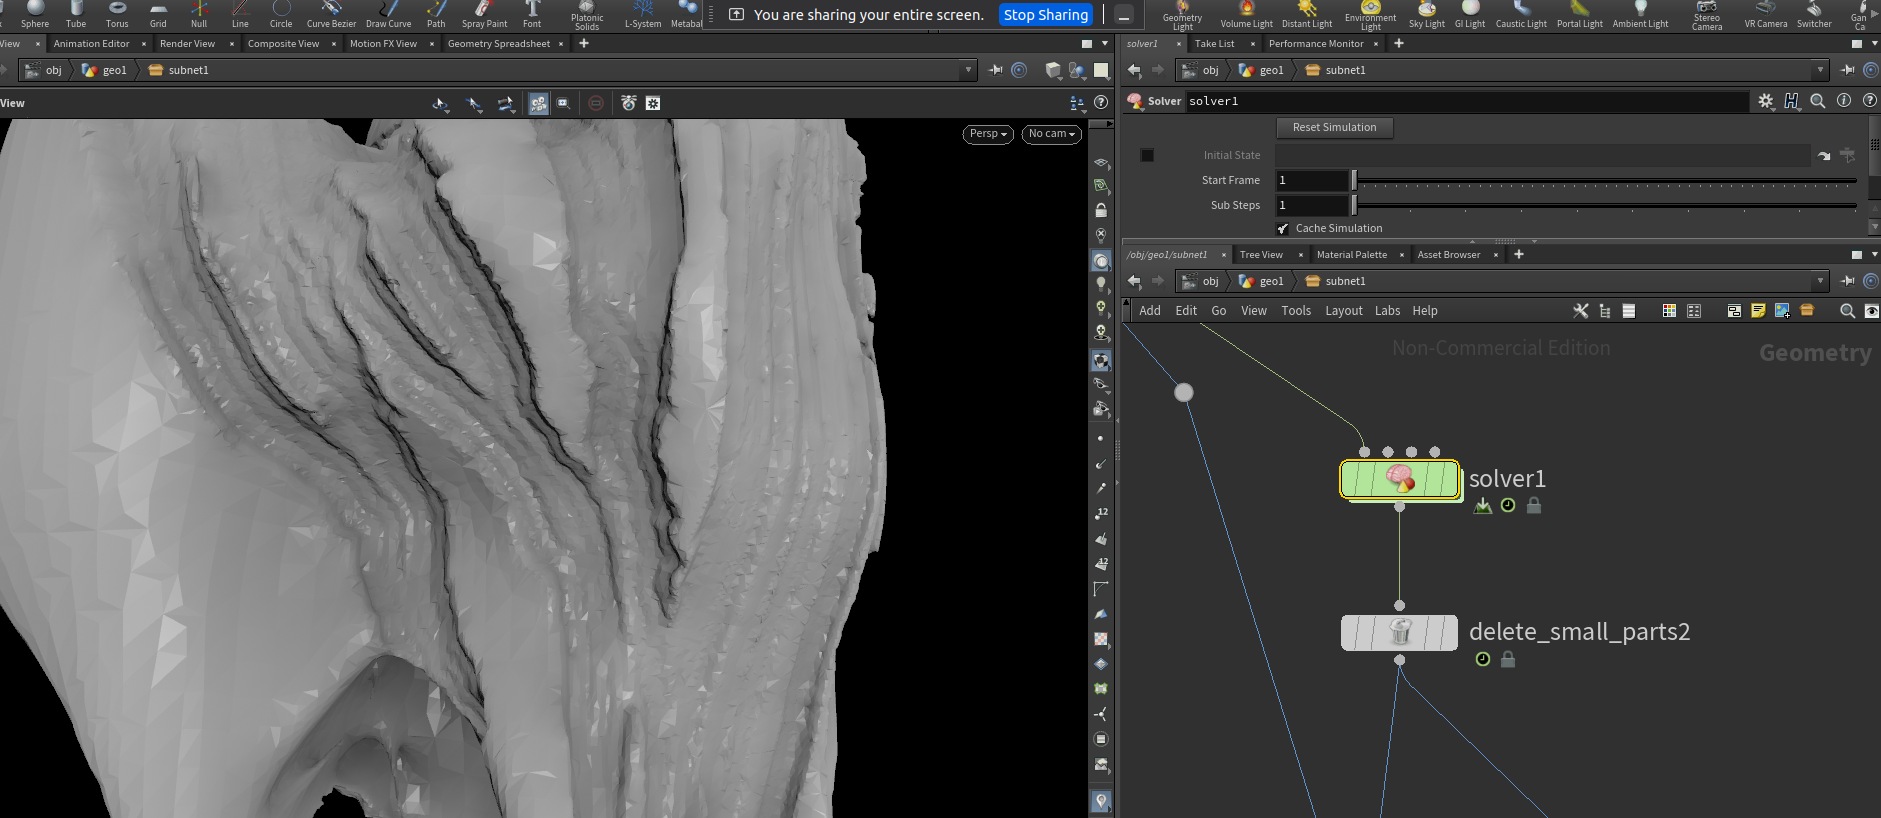 Sphere
Tube
Torus
Grid
Null
Line
Circle
Curve Bezier
Draw Curve
Path
Spray Paint
Font
Platonic
Solids
L-System
Metabal
You are sharing your entire screen.
Stop Sharing
Geometry
Light
Volume Light
Distant Light
Environment
Light
Sky Light
GI Light
Caustic Light
Portal Light
Ambient Light
Stereo
Camera
VR Camera
Switcher
Gan
Ca
View
Animation Editor
Render View
Composite View
Motion FX View
Geometry Spreadsheet
solver1
Take List
Performance Monitor
obj
geo1
subnet1
obj
geo1
subnet1
View
Solver
solver1
Persp
No cam
Reset Simulation
Initial State
Start Frame
1
Sub Steps
1
Cache Simulation
/obj/geo1/subnet1
Tree View
Material Palette
Asset Browser
obj
geo1
subnet1
Add
Edit
Go
View
Tools
Layout
Labs
Help
Non-Commercial Edition
Geometry
solver1
delete_small_parts2
12
12